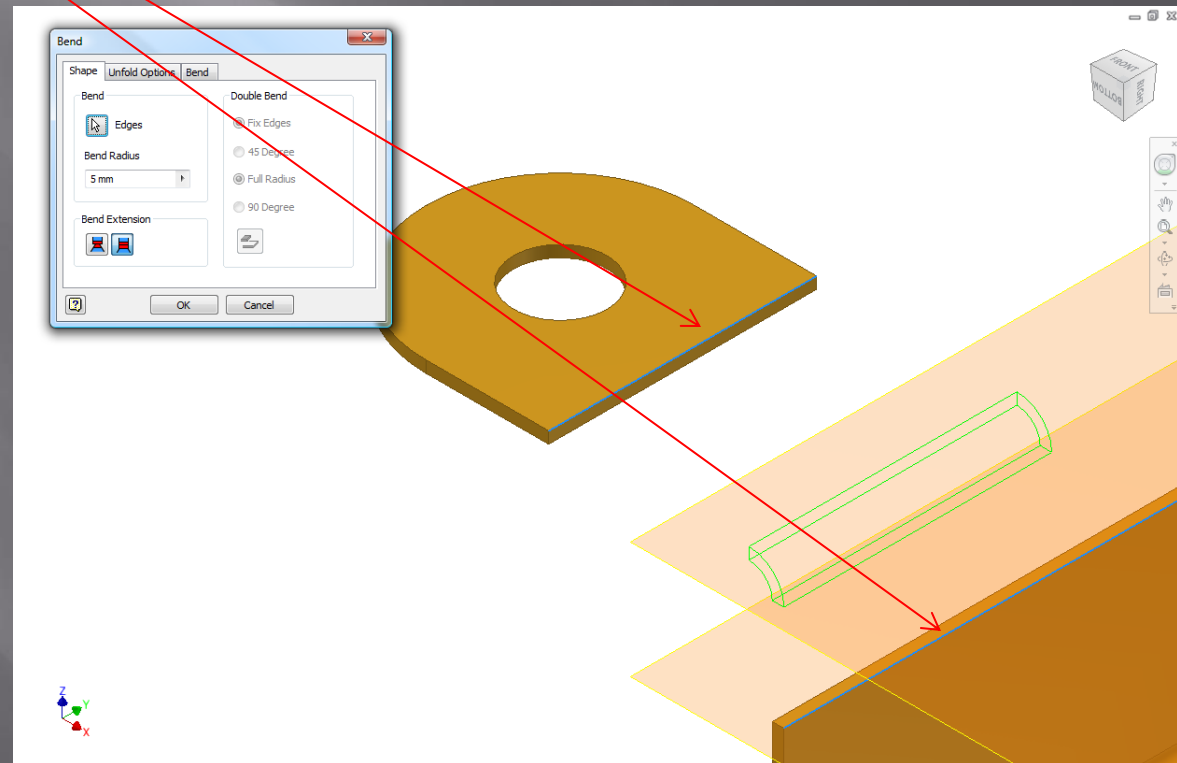 Bend
Shape Unfold Options Bend
Bend
Edges
Bend Radius
5 mm
Bend Extension
Double Bend
Fix Edges
45 Degree
Full Radius
90 Degree
OK Cancel
FRONT
BOTTOM
RIGHT
Z
Y
X